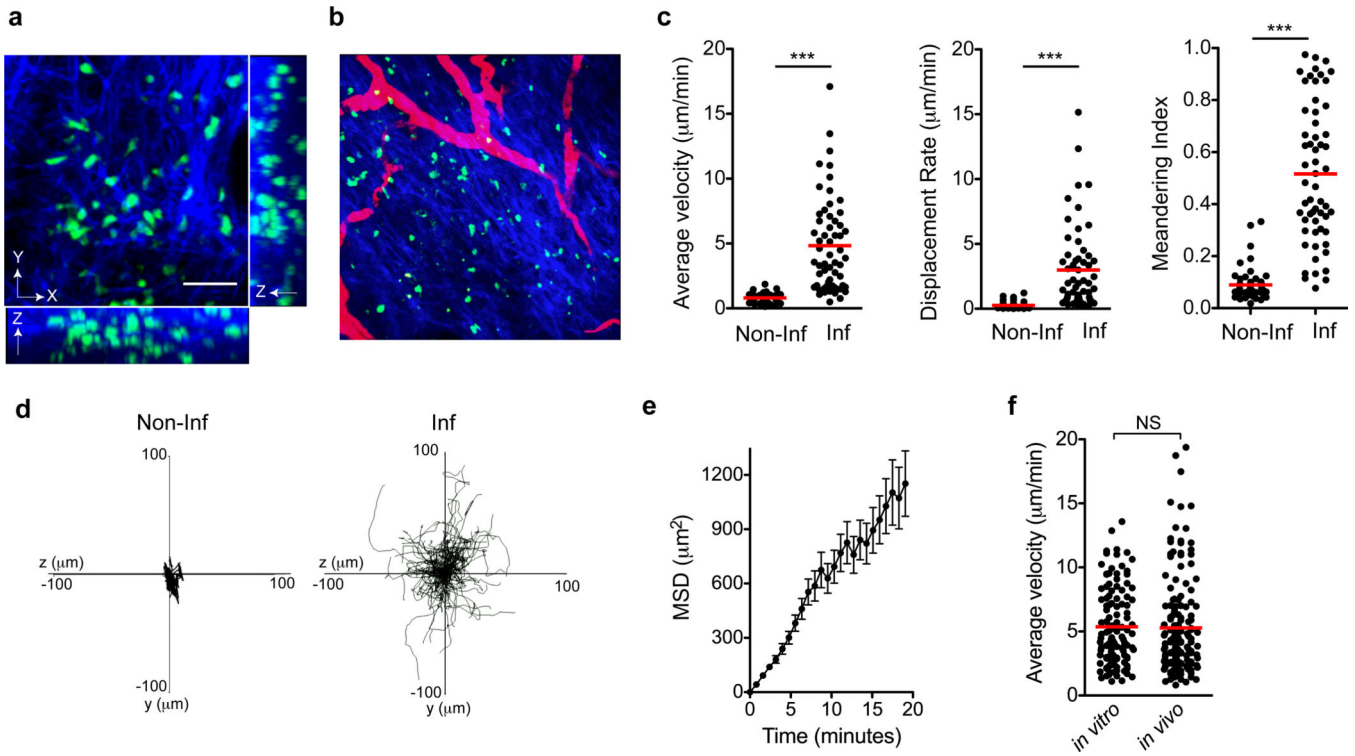 a
Y
X
Z
Z
b
c
Average velocity (μm/min)
20
15
10
5
0
***
Non-Inf Inf
Displacement Rate (μm/min)
20
15
10
5
0
***
Non-Inf Inf
Meandering Index
1.0
0.8
0.6
0.4
0.2
0.0
***
Non-Inf Inf
d
Non-Inf
100
z (μm)
-100
100
-100
y (μm)
Inf
100
z (μm)
-100
100
-100
y (μm)
e
MSD (μm²)
1200
900
600
300
0
0 5 10 15 20
Time (minutes)
f
NS
Average velocity (μm/min)
20
15
10
5
0
in vitro
in vivo